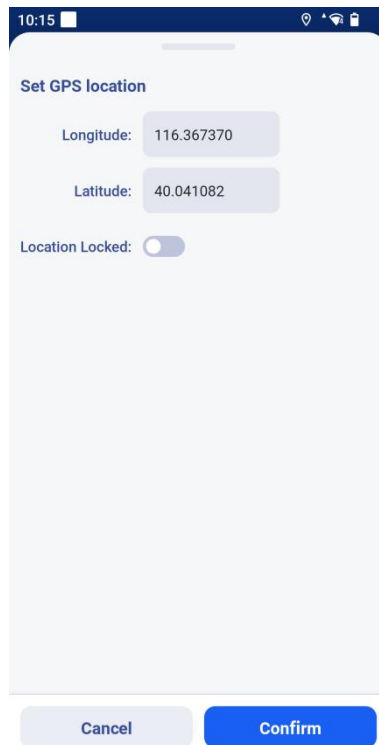 10:15
Set GPS location
Longitude: 116.367370
Latitude: 40.041082
Location Locked:
Cancel Confirm